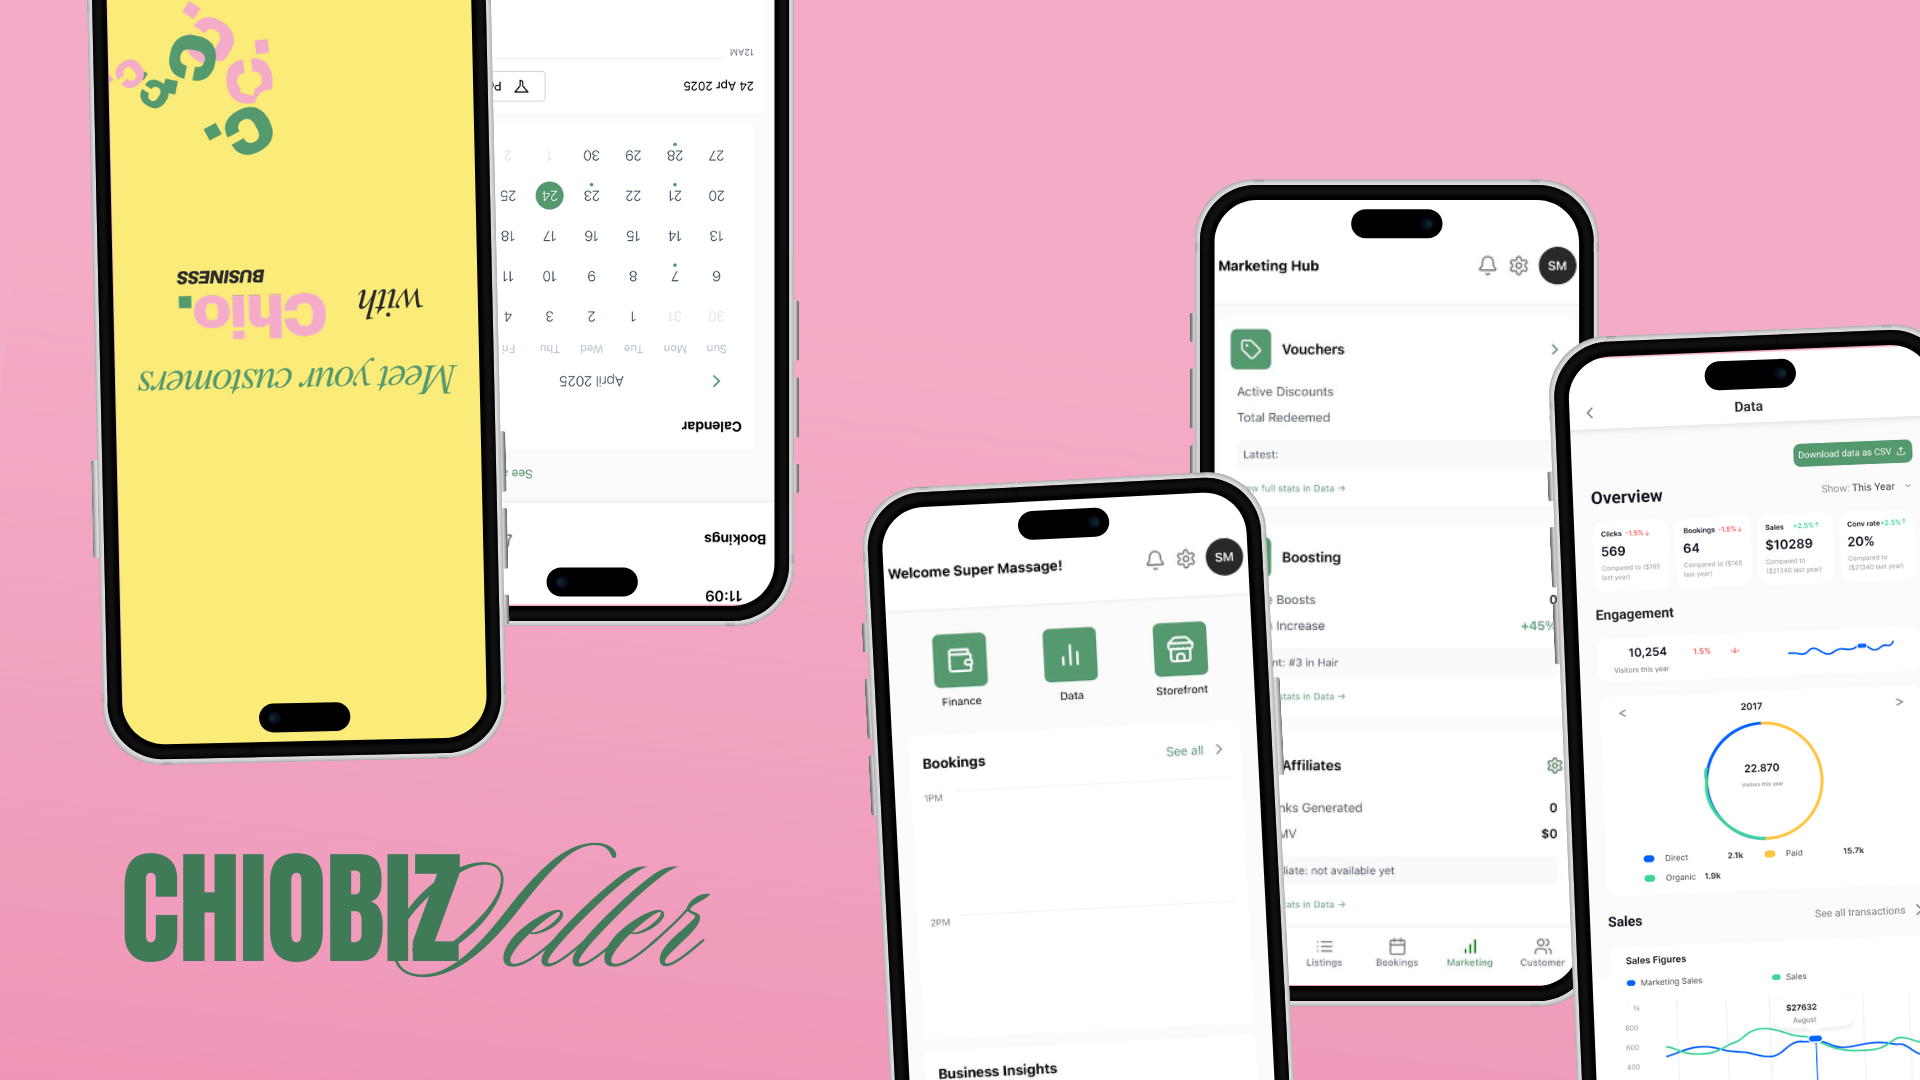 Meet your customers
with
Chio.
BUSINESS
11:09
Bookings
See
Calendar
April 2025
Sun Mon Tue Wed Thu Fri
30 31 1 2 3 4
6 7 8 9 10 11
13 14 15 16 17 18
20 21 22 23 24 25
27 28 29 30 1 2
24 Apr 2025
12AM
CHIOBIZ Seller
Welcome Super Massage!
SM
Finance
Data
Storefront
Bookings
See all
1PM
2PM
Business Insights
Marketing Hub
SM
Vouchers
Active Discounts
Total Redeemed
Latest:
full stats in Data →
Boosting
Boosts
0
Increase
+45%
#3 in Hair
stats in Data →
Affiliates
Generated
0
MV
$0
not available yet
stats in Data →
Listings
Bookings
Marketing
Customer
Data
Download data as CSV
Overview
Show: This Year
Clicks -1.5%↓
569
Compared to ($165
last year)
Bookings -1.5%↓
64
Compared to ($165
last year)
Sales +2.5%↑
$10289
Compared to
($21340 last year)
Conv rate +2.5%↑
20%
Compared to
($21340 last year)
Engagement
10,254
1.5% ↓
Visitors this year
< 2017 >
22.870
Visitors this year
Direct 2.1k
Paid 15.7k
Organic 1.9k
Sales
See all transactions
Sales Figures
Marketing Sales
Sales
$27632
August
1k
800
600
400